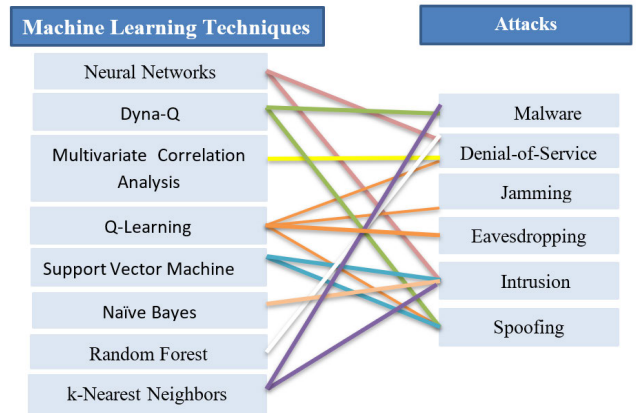 Machine Learning Techniques
Neural Networks
Dyna-Q
Multivariate Correlation
Analysis
Q-Learning
Support Vector Machine
Naïve Bayes
Random Forest
k-Nearest Neighbors
Attacks
Malware
Denial-of-Service
Jamming
Eavesdropping
Intrusion
Spoofing